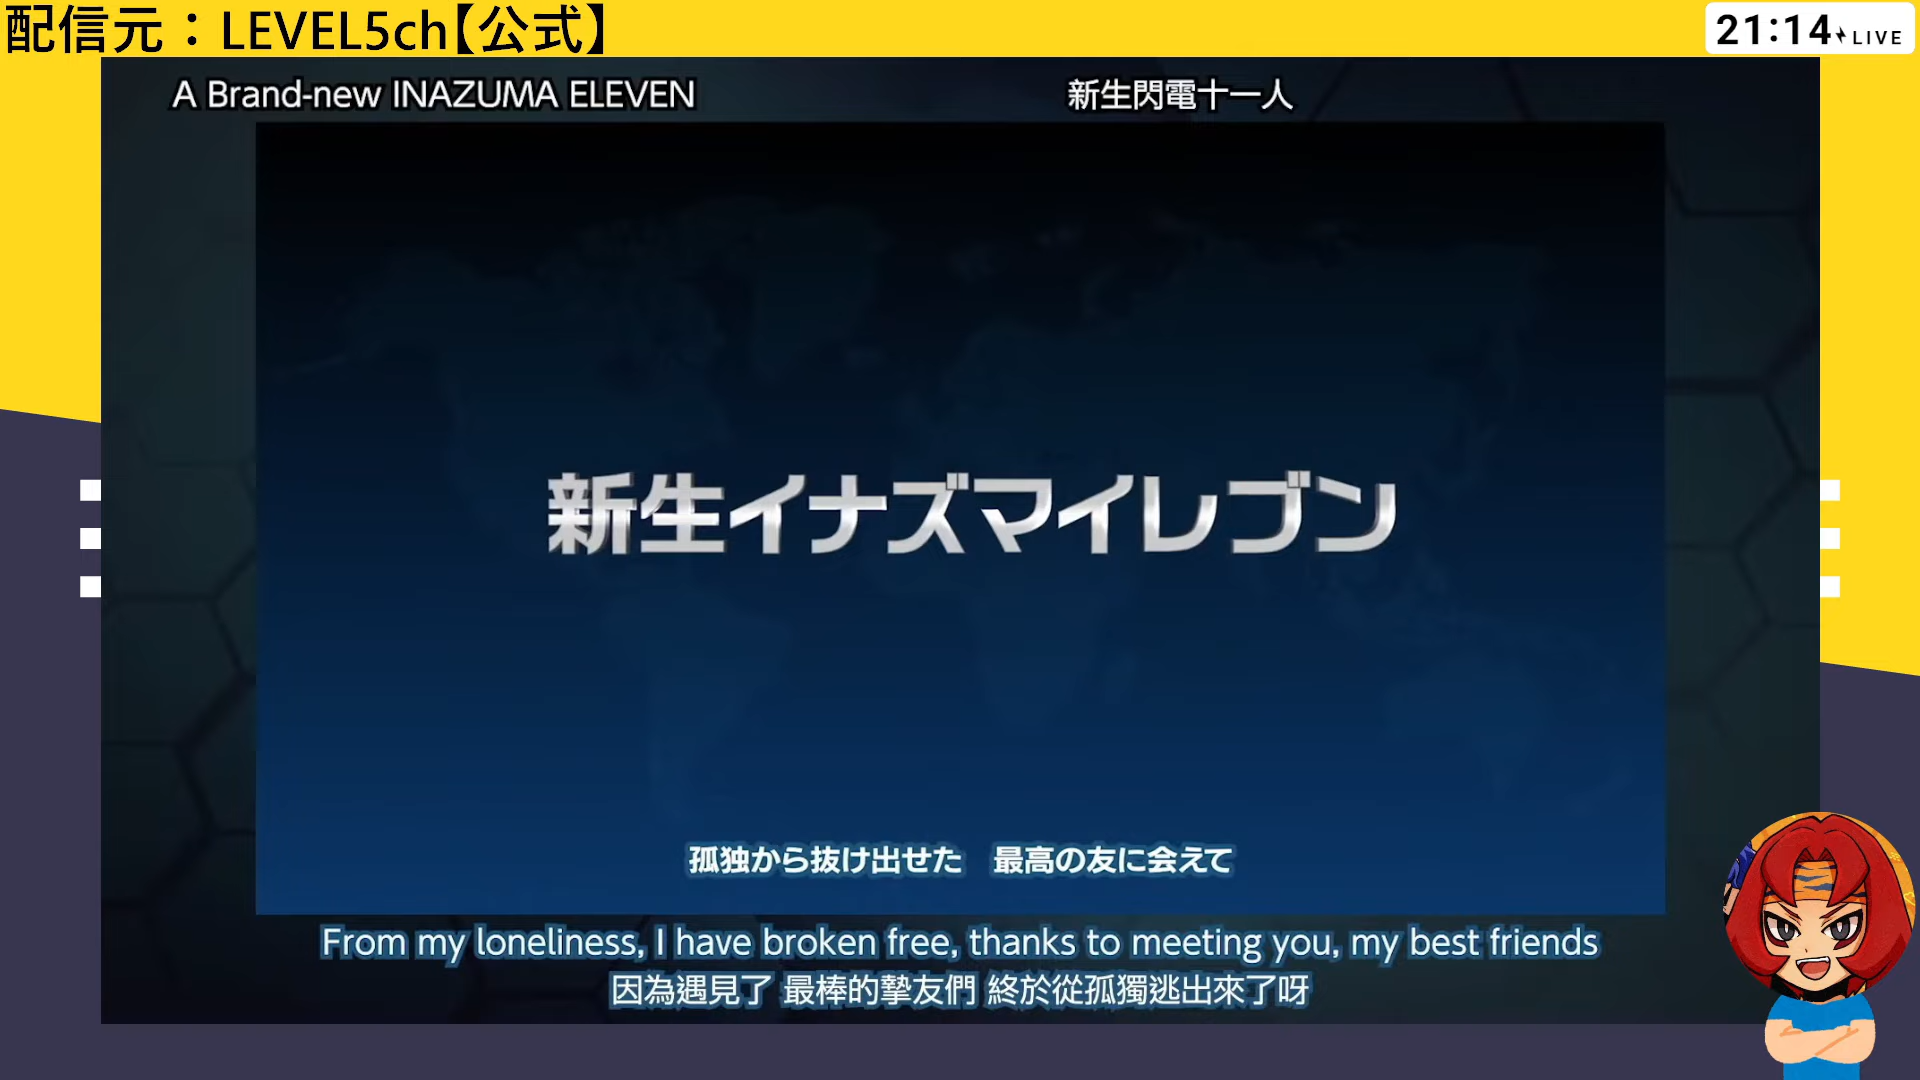 配信元：LEVEL5ch【公式】
21:14 LIVE
A Brand-new INAZUMA ELEVEN
新生閃電十一人
新生イナズマイレブン
孤独から抜け出せた　最高の友に会えて
From my loneliness, I have broken free, thanks to meeting you, my best friends
因為遇見了 最棒的摯友們 終於從孤獨逃出來了呀